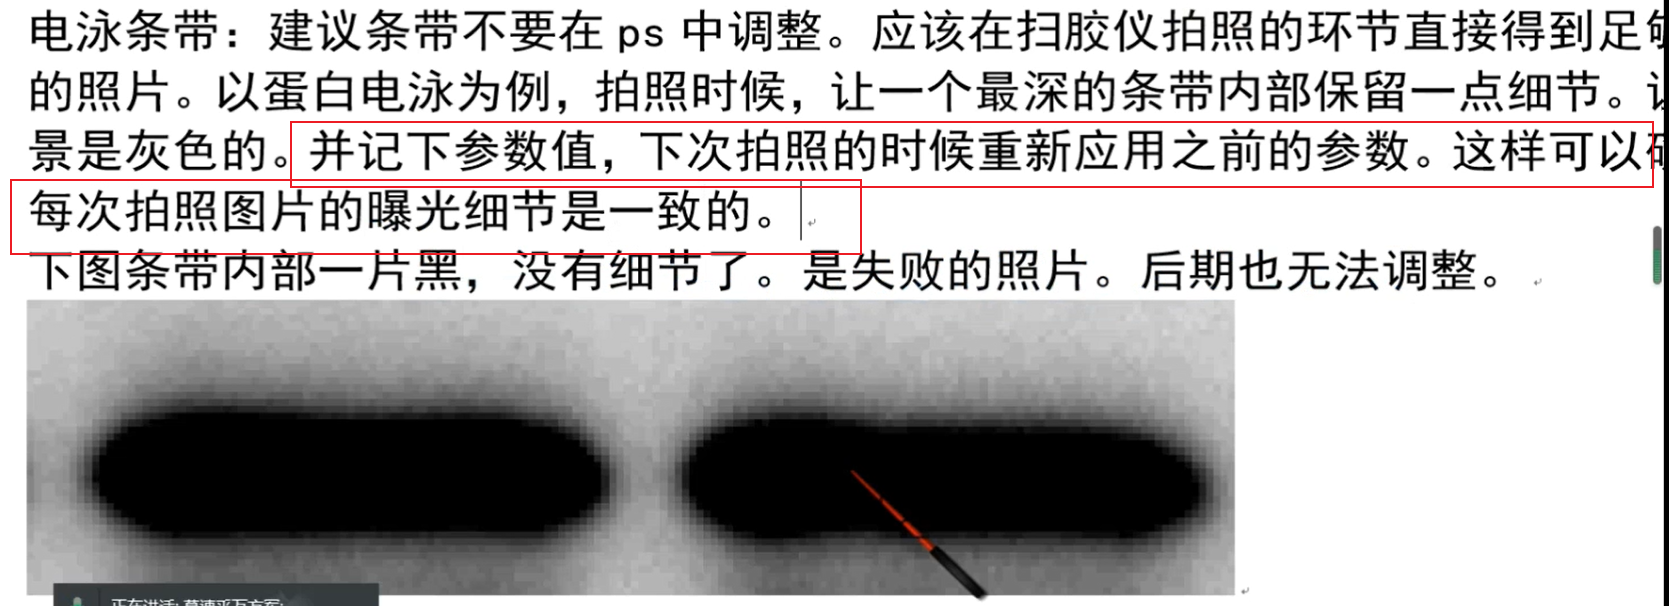 电泳条带：建议条带不要在 ps 中调整。应该在扫胶仪拍照的环节直接得到足
的照片。以蛋白电泳为例，拍照时候，让一个最深的条带内部保留一点细节。
景是灰色的。并记下参数值，下次拍照的时候重新应用之前的参数。这样可以
每次拍照图片的曝光细节是一致的。
下图条带内部一片黑，没有细节了。是失败的照片。后期也无法调整。
正在讲话: